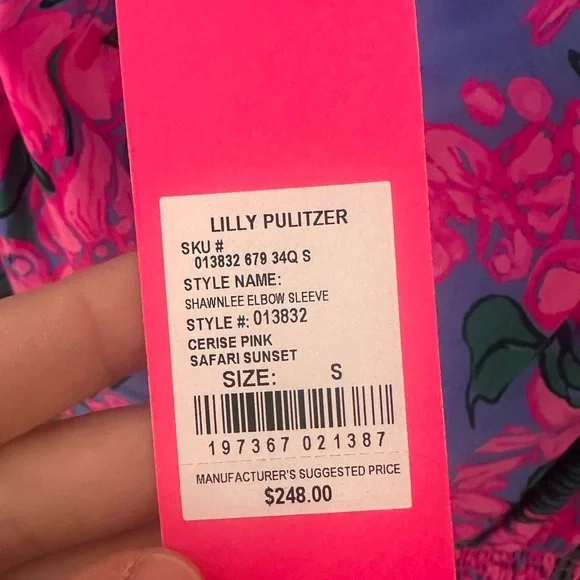 LILLY PULITZER
SKU #
013832 679 34Q S
STYLE NAME:
SHAWNLEE ELBOW SLEEVE
STYLE #: 013832
CERISE PINK
SAFARI SUNSET
SIZE: S
197367 021387
MANUFACTURER'S SUGGESTED PRICE
$248.00